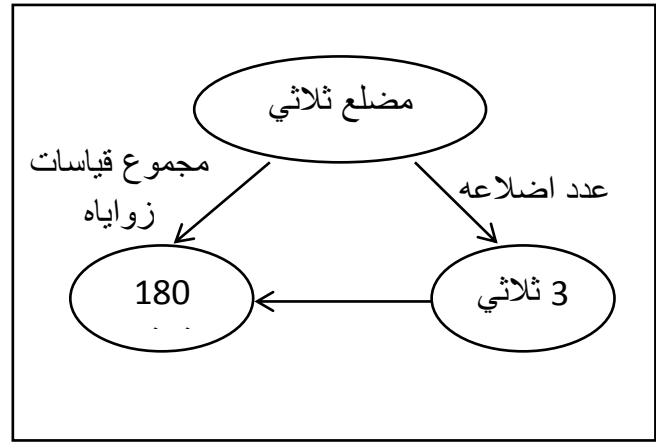 مضلع ثلاثي
مجموع قياسات
زواياه
عدد اضلاعه
3 ثلاثي
180